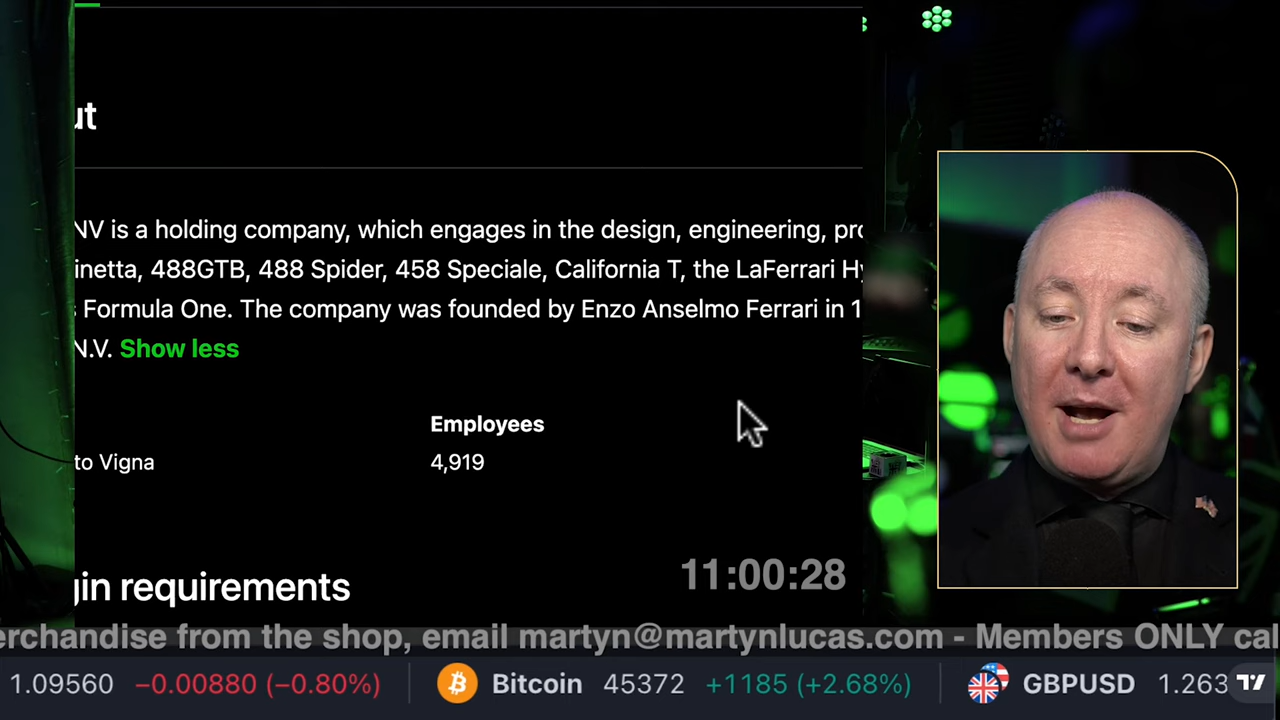 ut
NV is a holding company, which engages in the design, engineering, pro
inetta, 488GTB, 488 Spider, 458 Speciale, California T, the LaFerrari Hy
s Formula One. The company was founded by Enzo Anselmo Ferrari in 1
N.V. Show less
Employees
to Vigna
4,919
gin requirements
11:00:28
erchandise from the shop, email martyn@martynlucas.com - Members ONLY cal
1.09560 −0.00880 (−0.80%) Bitcoin 45372 +1185 (+2.68%) GBPUSD 1.263